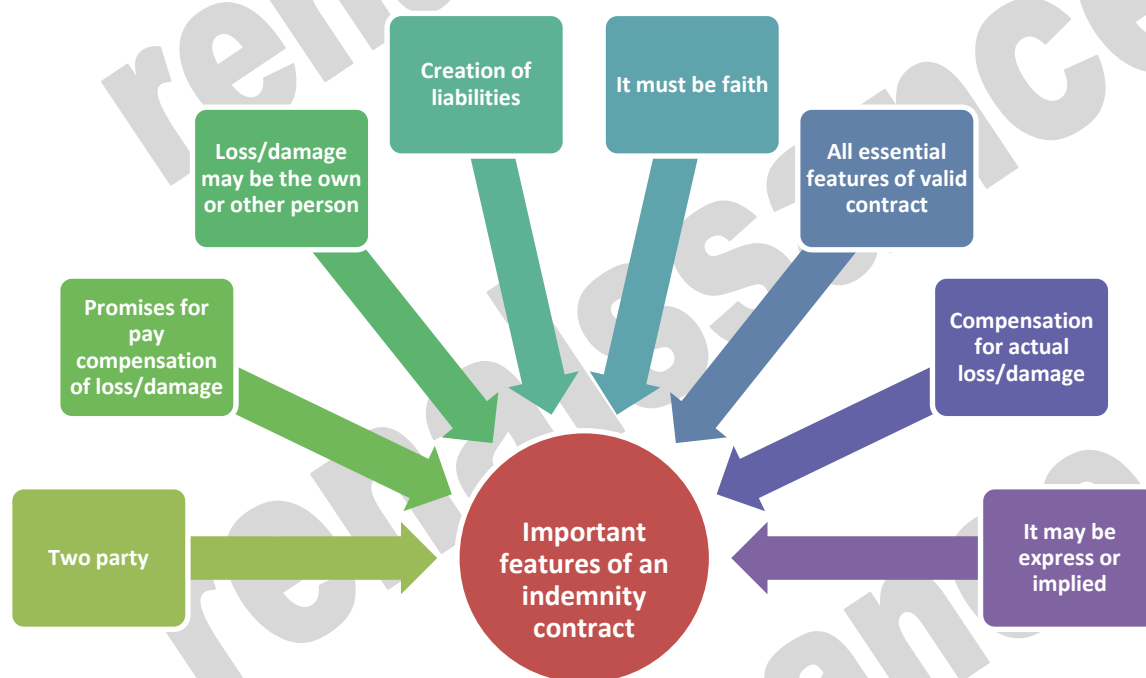 Creation of
liabilities
It must be faith
Loss/damage
may be the own
or other person
All essential
features of valid
contract
Promises for
pay
compensation
of loss/damage
Compensation
for actual
loss/damage
Two party
Important
features of an
indemnity
contract
It may be
express or
implied
renaissance